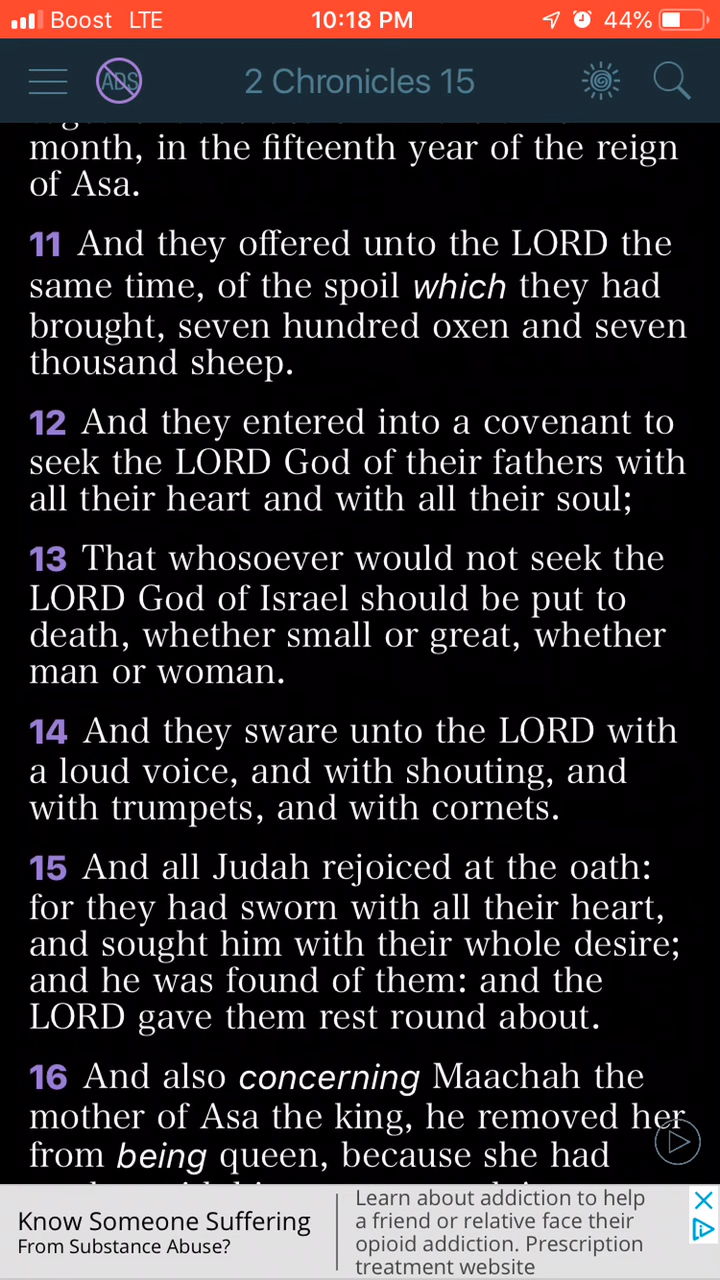 Boost LTE 10:18 PM 44%
ADS 2 Chronicles 15
month, in the fifteenth year of the reign
of Asa.
11 And they offered unto the LORD the
same time, of the spoil which they had
brought, seven hundred oxen and seven
thousand sheep.
12 And they entered into a covenant to
seek the LORD God of their fathers with
all their heart and with all their soul;
13 That whosoever would not seek the
LORD God of Israel should be put to
death, whether small or great, whether
man or woman.
14 And they sware unto the LORD with
a loud voice, and with shouting, and
with trumpets, and with cornets.
15 And all Judah rejoiced at the oath:
for they had sworn with all their heart,
and sought him with their whole desire;
and he was found of them: and the
LORD gave them rest round about.
16 And also concerning Maachah the
mother of Asa the king, he removed her
from being queen, because she had
Know Someone Suffering
From Substance Abuse?
Learn about addiction to help
a friend or relative face their
opioid addiction. Prescription
treatment website